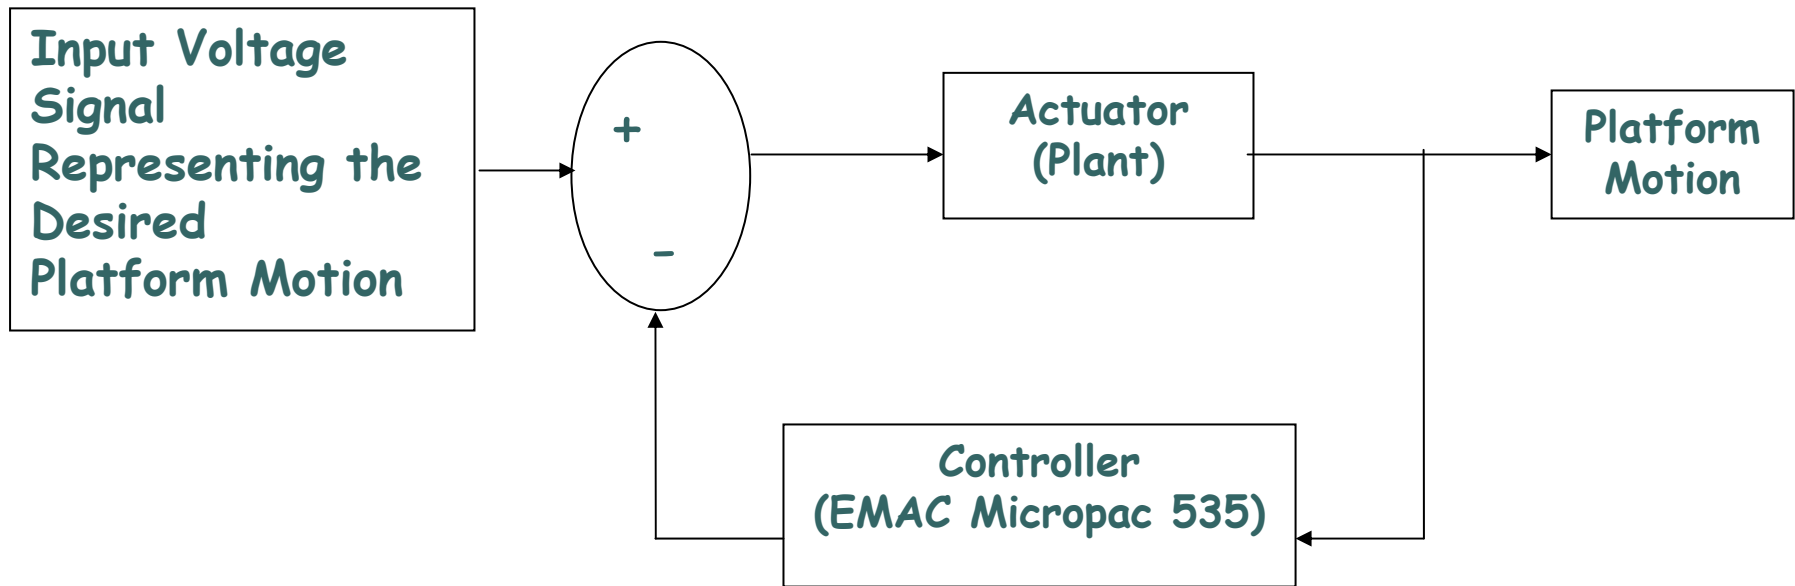 Input Voltage
Signal
Representing the
Desired
Platform Motion
+
-
Actuator
(Plant)
Platform
Motion
Controller
(EMAC Micropac 535)